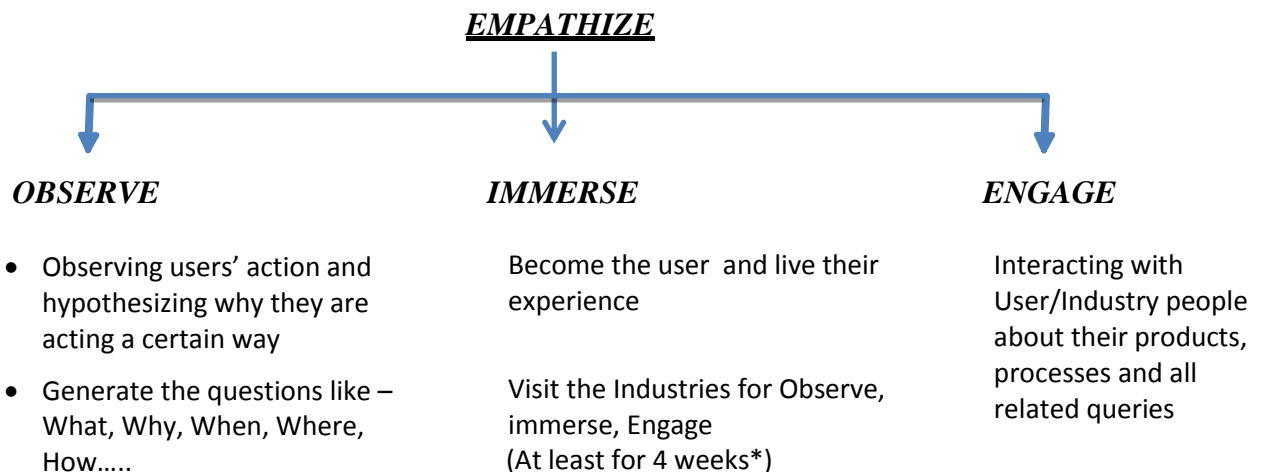 EMPATHIZE
OBSERVE
• Observing users’ action and
hypothesizing why they are
acting a certain way
• Generate the questions like –
What, Why, When, Where,
How…..
IMMERSE
Become the user and live their
experience
Visit the Industries for Observe,
immerse, Engage
(At least for 4 weeks*)
ENGAGE
Interacting with
User/Industry people
about their products,
processes and all
related queries